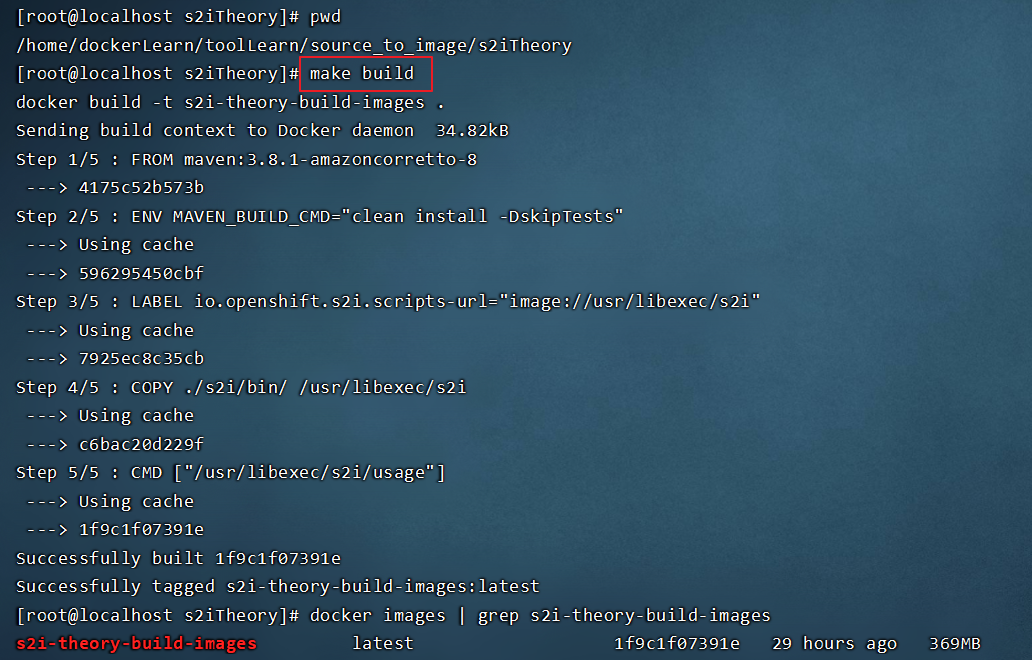 [root@localhost s2iTheory]# pwd
/home/dockerLearn/toolLearn/source_to_image/s2iTheory
[root@localhost s2iTheory]# make build
docker build -t s2i-theory-build-images .
Sending build context to Docker daemon  34.82kB
Step 1/5 : FROM maven:3.8.1-amazoncorretto-8
 ---> 4175c52b573b
Step 2/5 : ENV MAVEN_BUILD_CMD="clean install -DskipTests"
 ---> Using cache
 ---> 596295450cbf
Step 3/5 : LABEL io.openshift.s2i.scripts-url="image://usr/libexec/s2i"
 ---> Using cache
 ---> 7925ec8c35cb
Step 4/5 : COPY ./s2i/bin/ /usr/libexec/s2i
 ---> Using cache
 ---> c6bac20d229f
Step 5/5 : CMD ["/usr/libexec/s2i/usage"]
 ---> Using cache
 ---> 1f9c1f07391e
Successfully built 1f9c1f07391e
Successfully tagged s2i-theory-build-images:latest
[root@localhost s2iTheory]# docker images | grep s2i-theory-build-images
s2i-theory-build-images         latest                   1f9c1f07391e   29 hours ago   369MB